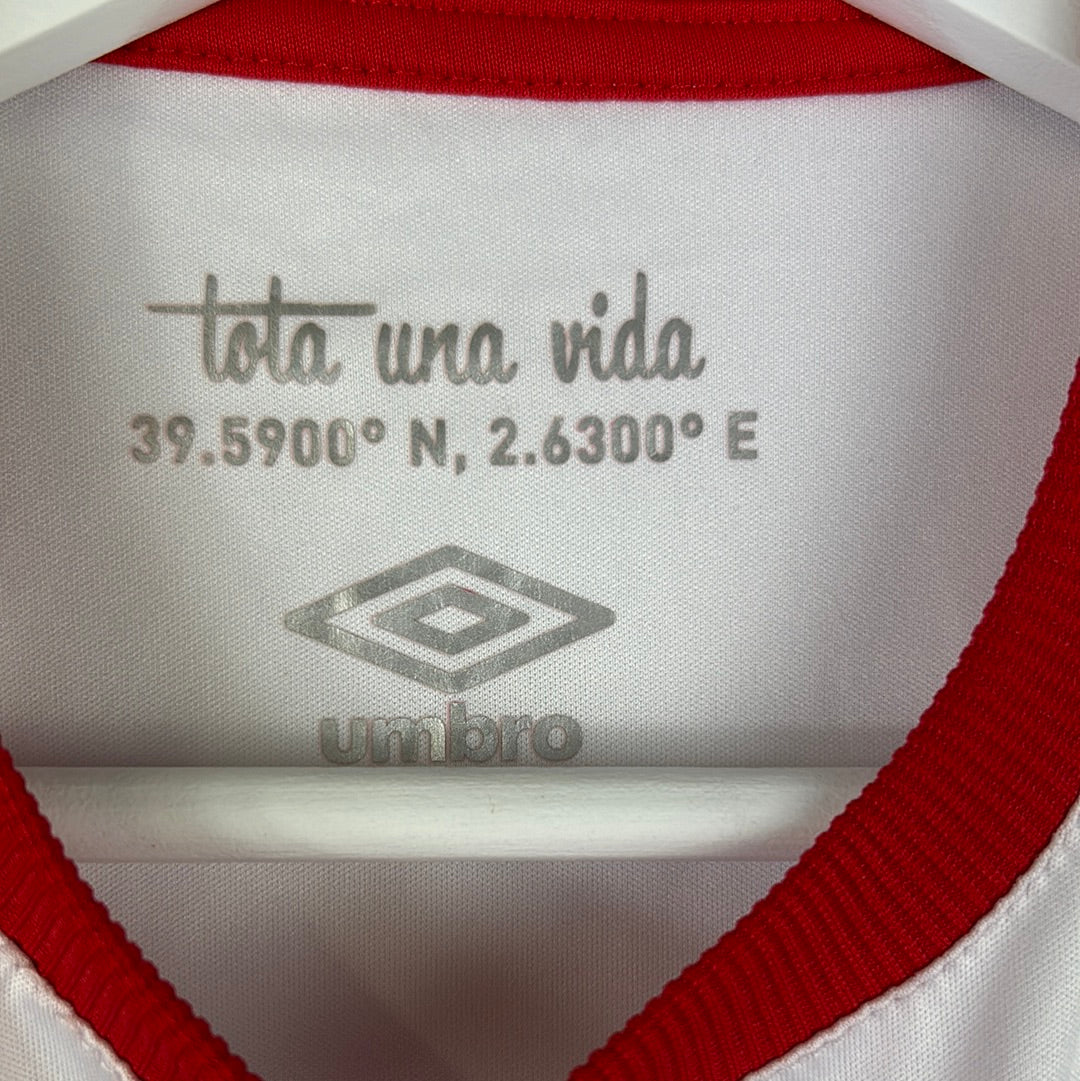 tota una vida
39.5900° N, 2.6300° E
umbro